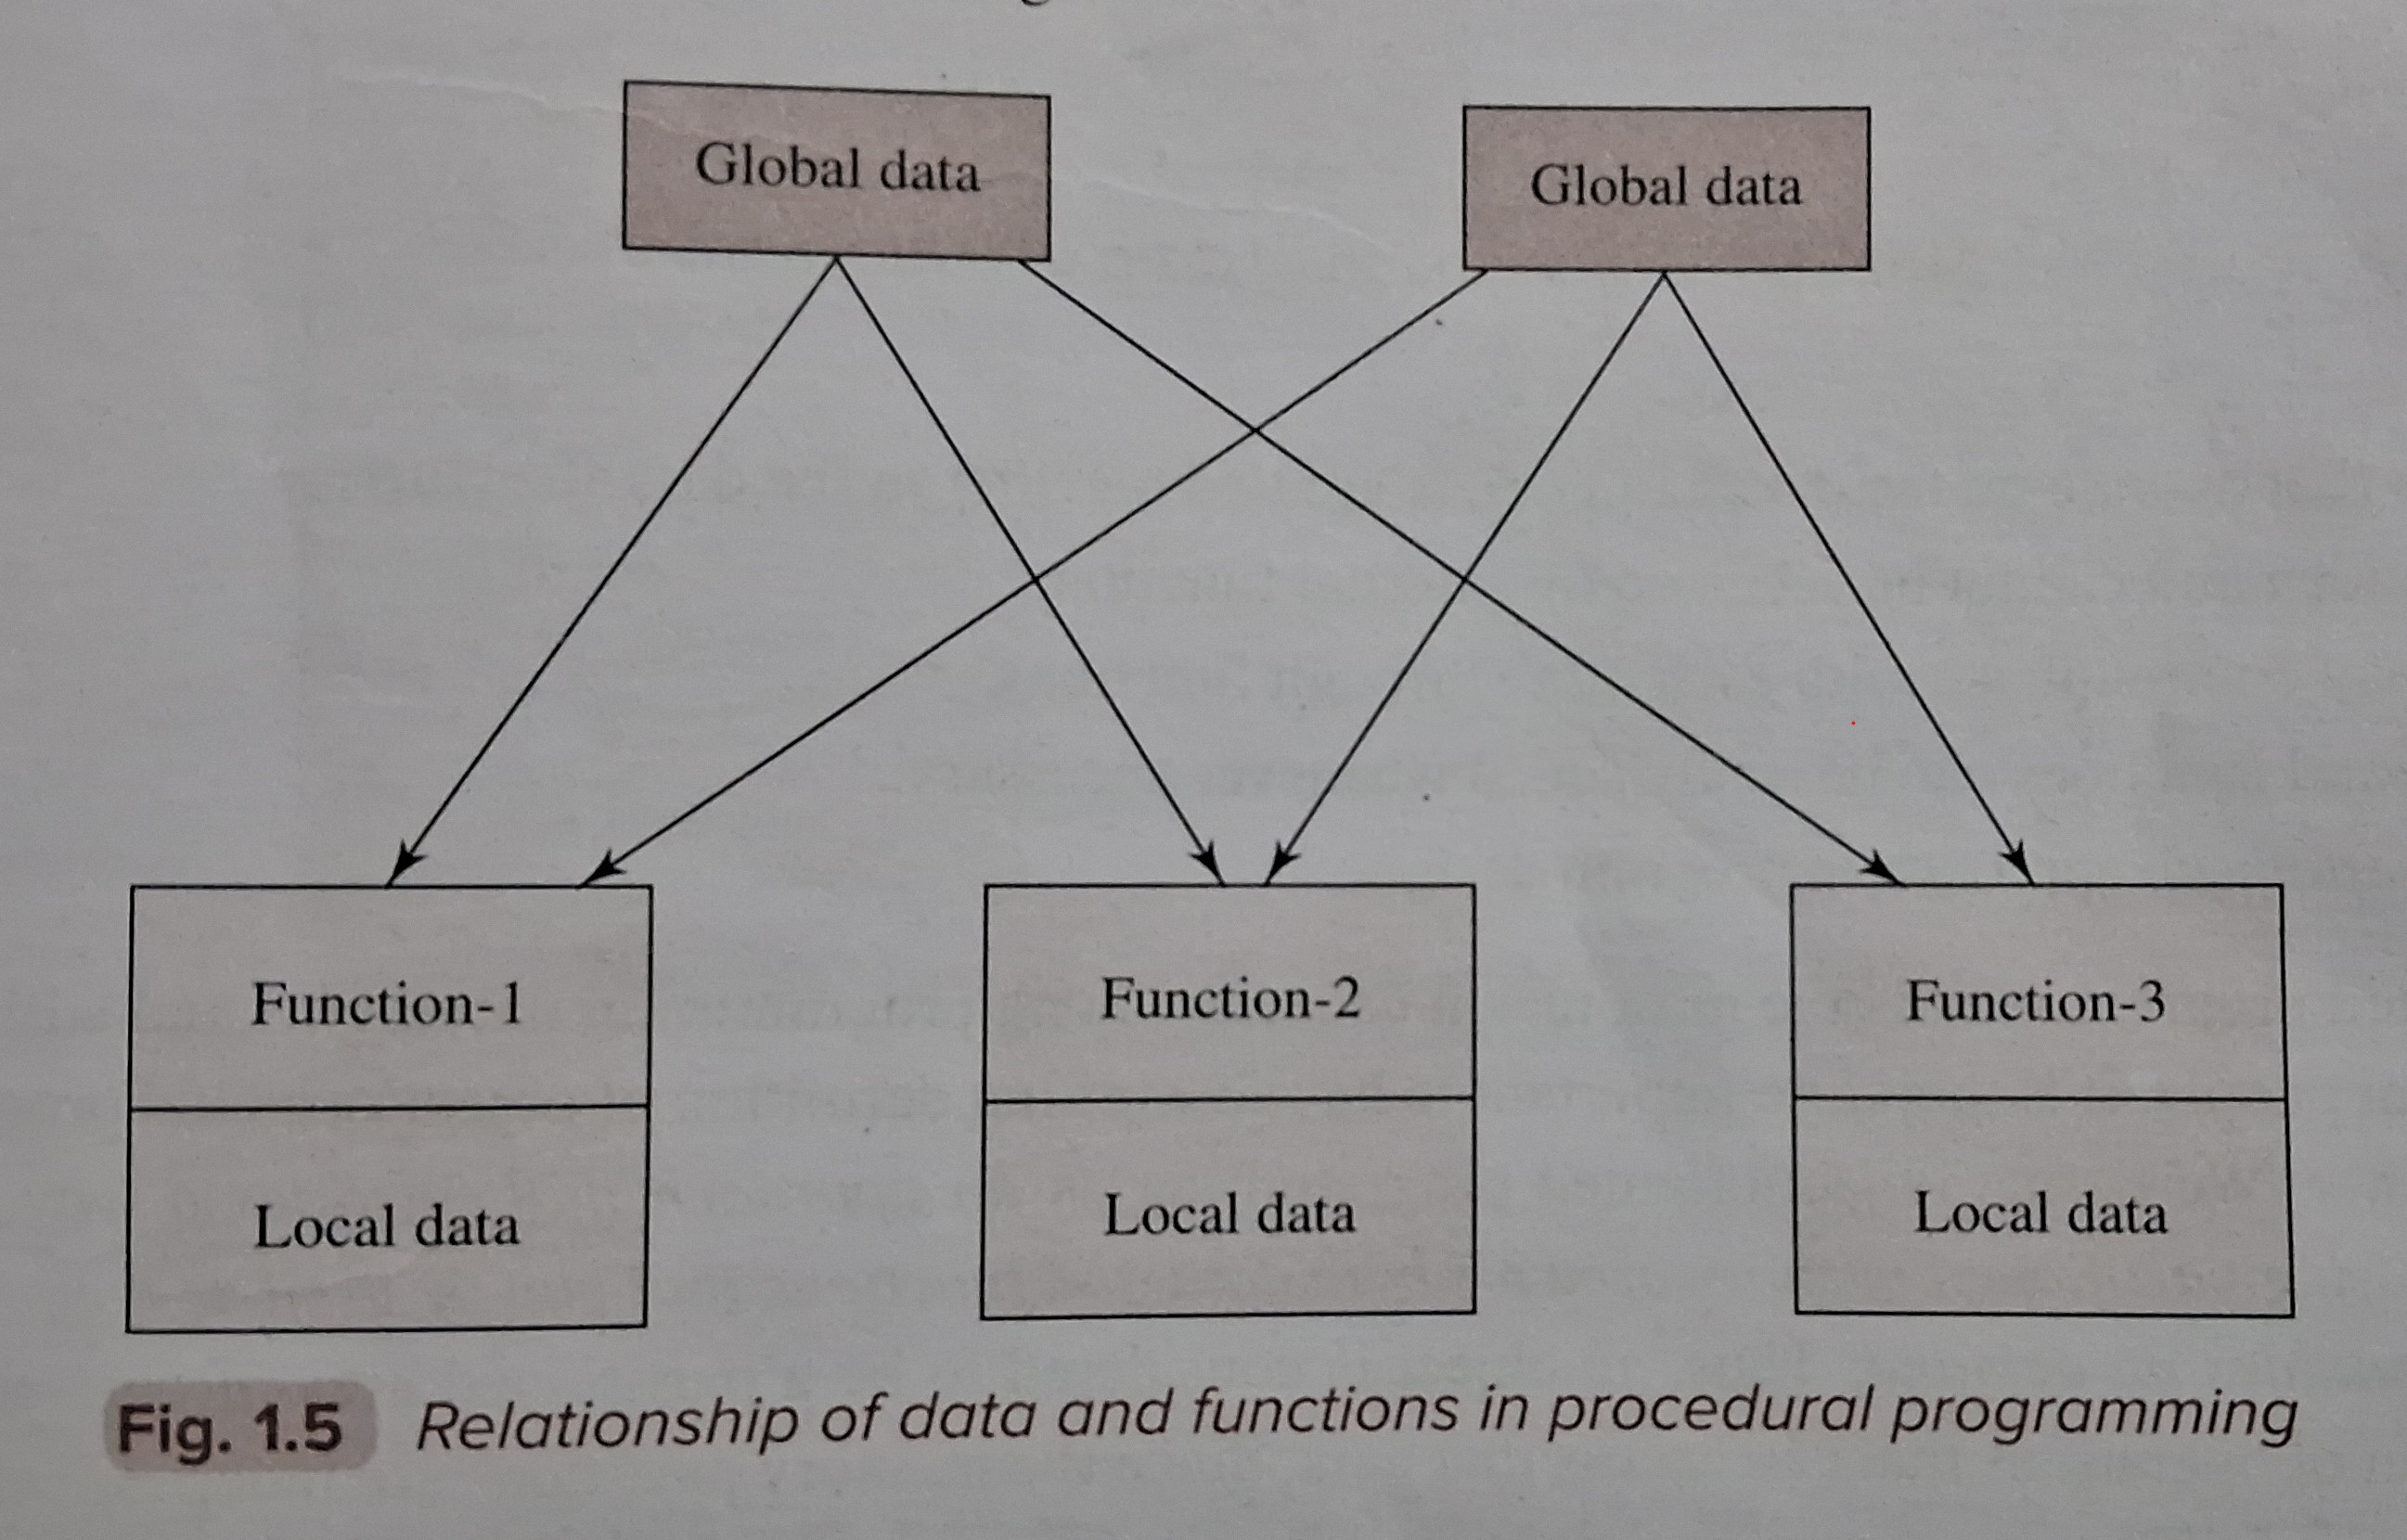 Global data
Global data
Function-1
Function-2
Function-3
Local data
Local data
Local data
Fig. 1.5 Relationship of data and functions in procedural programming